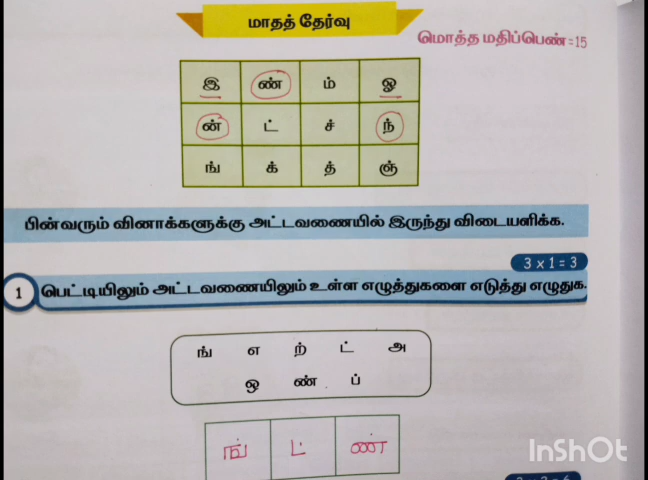 மாதத் தேர்வு
மொத்த மதிப்பெண் = 15
இ ண் ம் ஓ
ன் ட் ச் ந்
ங் க் த் ஞ்
பின்வரும் வினாக்களுக்கு அட்டவணையில் இருந்து விடையளிக்க.
3 x 1 = 3
1 பெட்டியிலும் அட்டவணையிலும் உள்ள எழுத்துகளை எடுத்து எழுதுக.
ங் எ ற் ட் அ
ஒ ண் ப்
ங் ட் ண்
InShOt